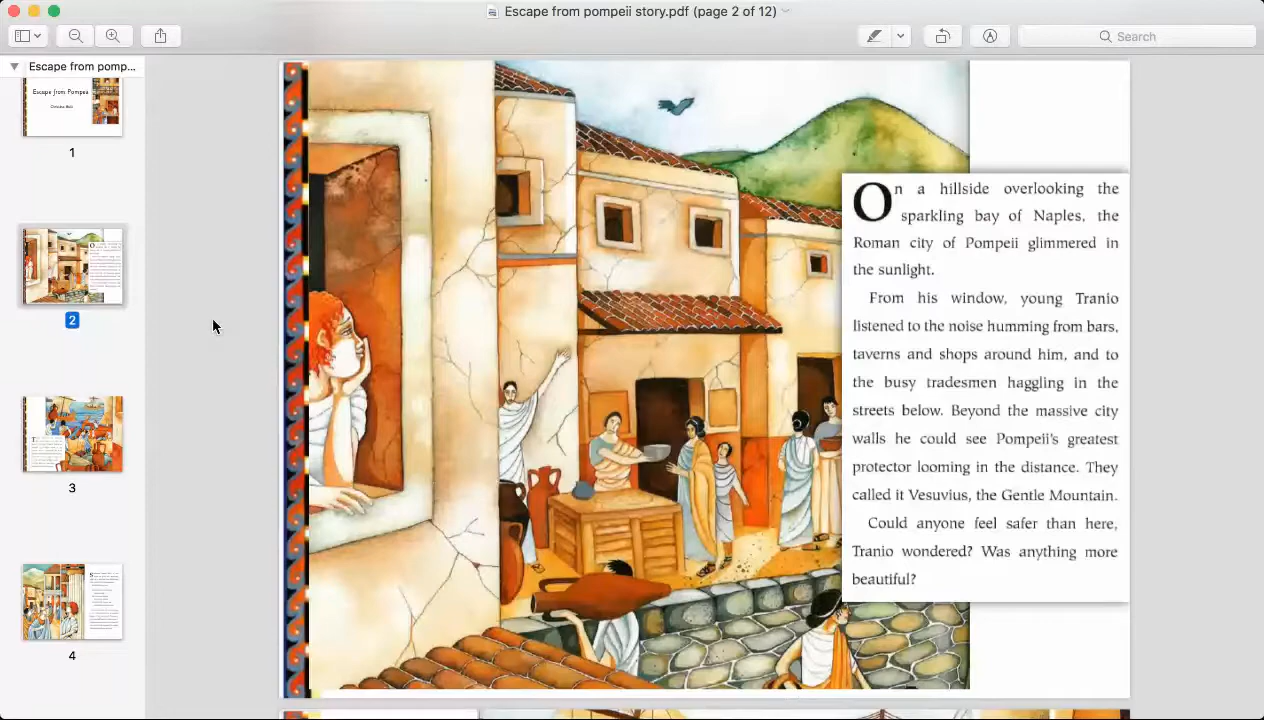 Escape from pompeii story.pdf (page 2 of 12)
Search
Escape from pomp...
Escape from Pompeii
1
2
3
4
On a hillside overlooking the
sparkling bay of Naples, the
Roman city of Pompeii glimmered in
the sunlight.
From his window, young Tranio
listened to the noise humming from bars,
taverns and shops around him, and to
the busy tradesmen haggling in the
streets below. Beyond the massive city
walls he could see Pompeii's greatest
protector looming in the distance. They
called it Vesuvius, the Gentle Mountain.
Could anyone feel safer than here,
Tranio wondered? Was anything more
beautiful?